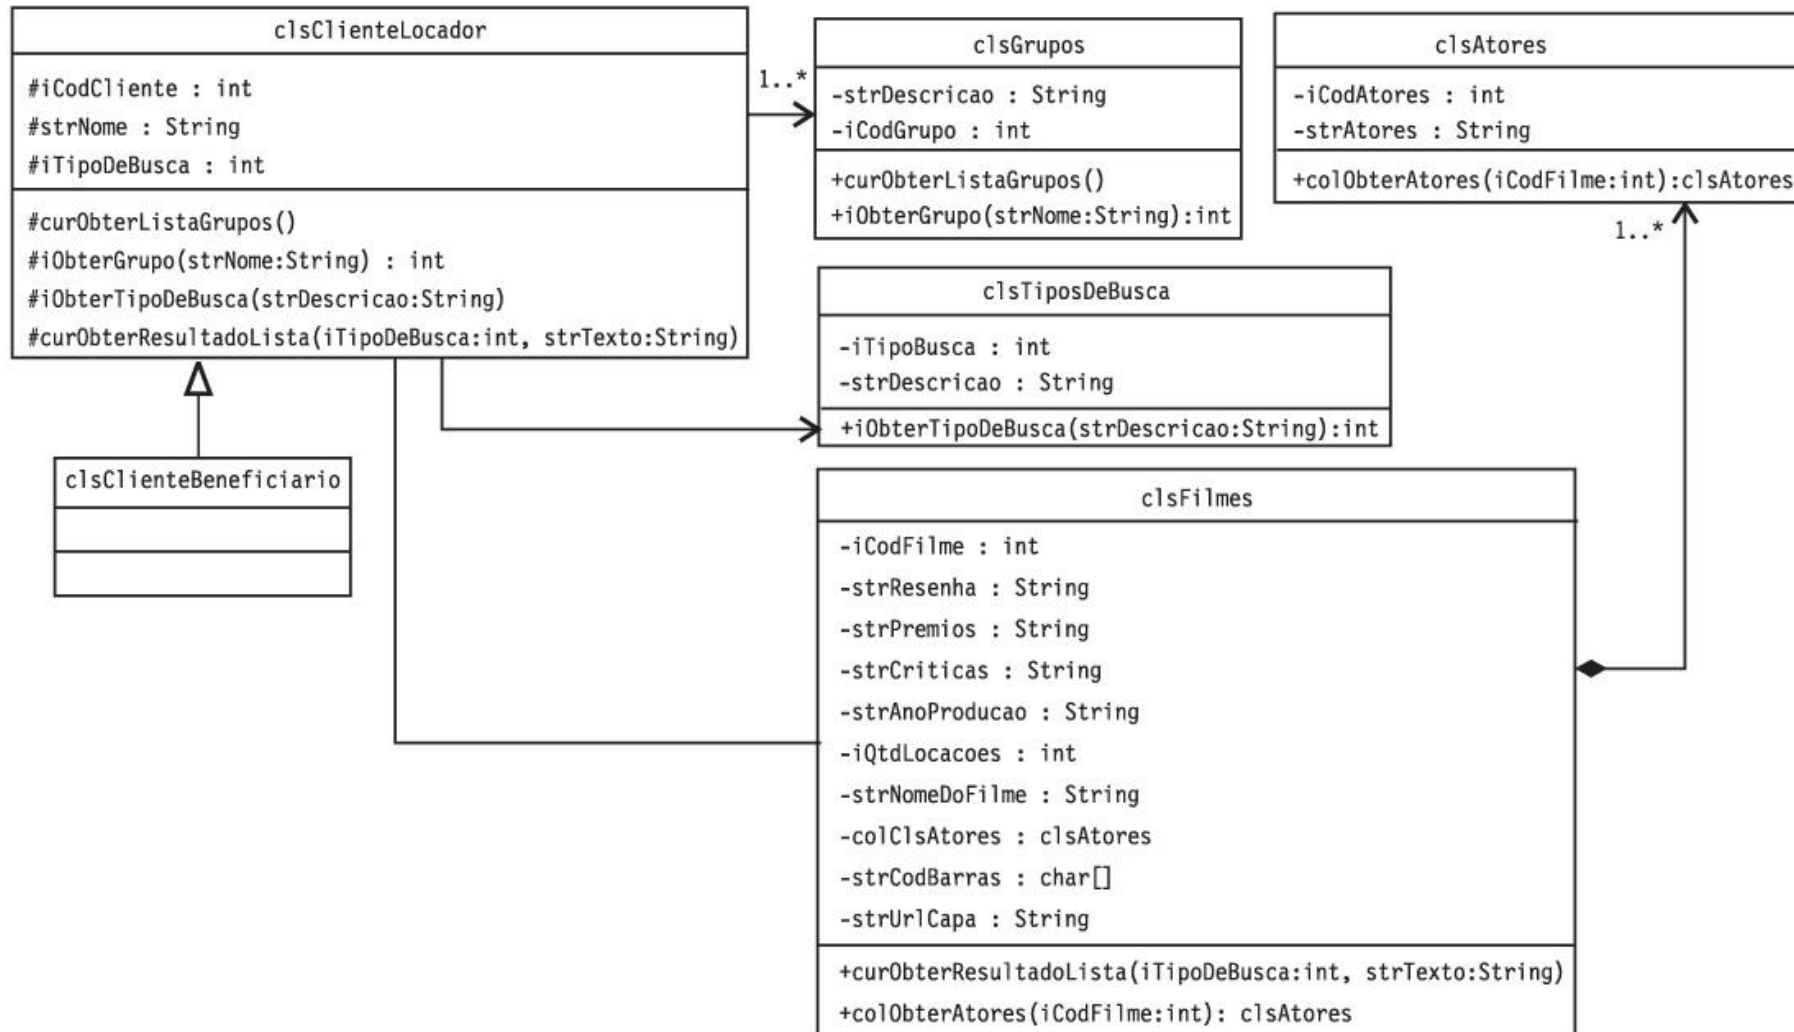 clsClienteLocador
#iCodCliente : int
#strNome : String
#iTipoDeBusca : int
#curObterListaGrupos()
#iObterGrupo(strNome:String) : int
#iObterTipoDeBusca(strDescricao:String)
#curObterResultadoLista(iTipoDeBusca:int, strTexto:String)
1..*
clsGrupos
-strDescricao : String
-iCodGrupo : int
+curObterListaGrupos()
+iObterGrupo(strNome:String):int
clsAtores
-iCodAtores : int
-strAtores : String
+colObterAtores(iCodFilme:int):clsAtores
1..*
clsTiposDeBusca
-iTipoBusca : int
-strDescricao : String
+iObterTipoDeBusca(strDescricao:String):int
clsClienteBeneficiario
clsFilmes
-iCodFilme : int
-strResenha : String
-strPremios : String
-strCriticas : String
-strAnoProducao : String
-iQtdLocacoes : int
-strNomeDoFilme : String
-colClsAtores : clsAtores
-strCodBarras : char[]
-strUrlCapa : String
+curObterResultadoLista(iTipoDeBusca:int, strTexto:String)
+colObterAtores(iCodFilme:int): clsAtores